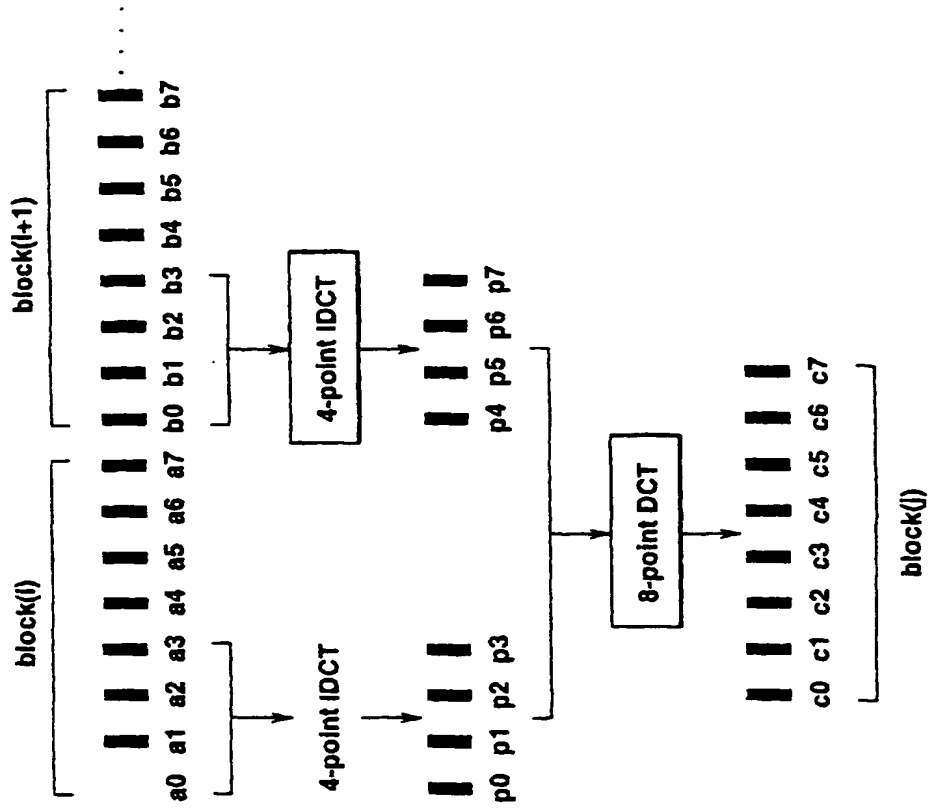 block(i) block(i+1)
a0 a1 a2 a3 a4 a5 a6 a7 b0 b1 b2 b3 b4 b5 b6 b7 . . . .
4-point IDCT 4-point IDCT
p0 p1 p2 p3 p4 p5 p6 p7
8-point DCT
c0 c1 c2 c3 c4 c5 c6 c7
block(j)